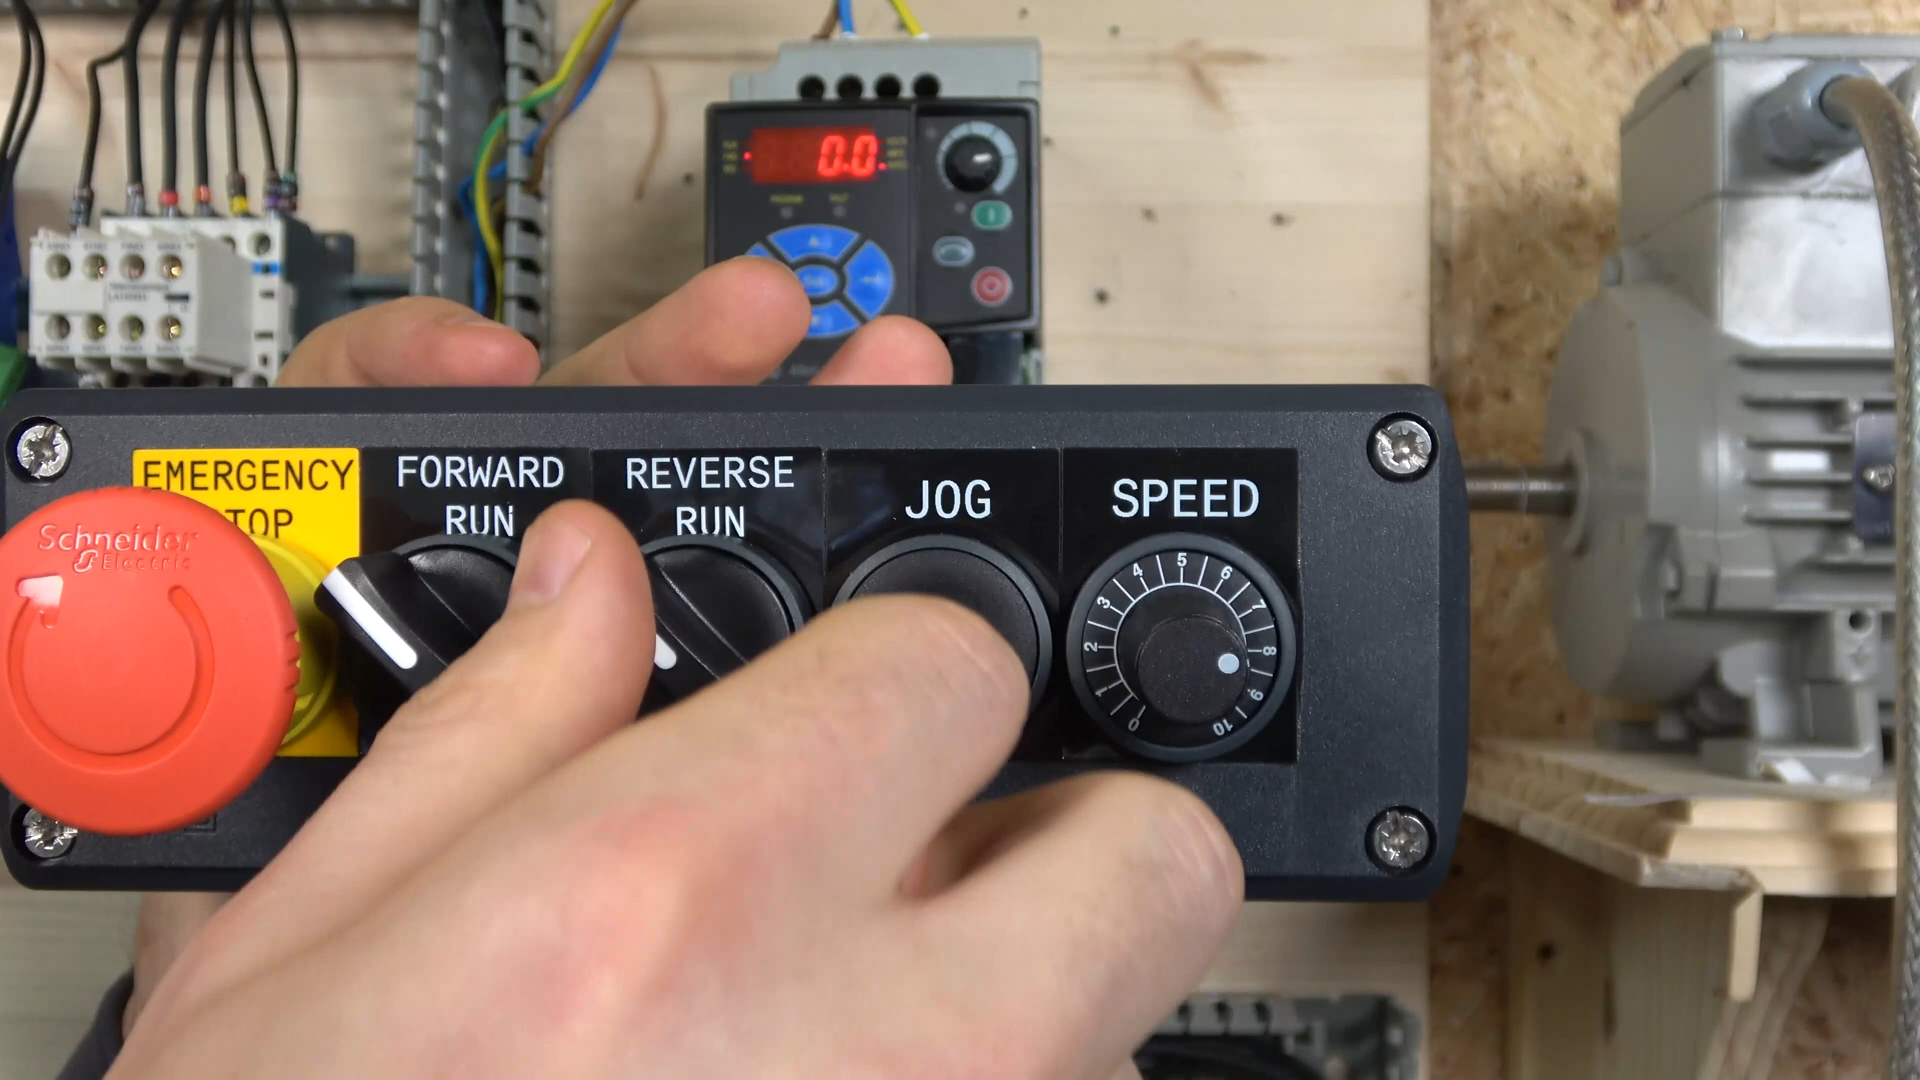 0.0.
EMERGENCY
TOP
FORWARD
RUN
REVERSE
RUN
JOG
SPEED
Schneider
Electric
0 1 2 3 4 5 6 7 8 9 10